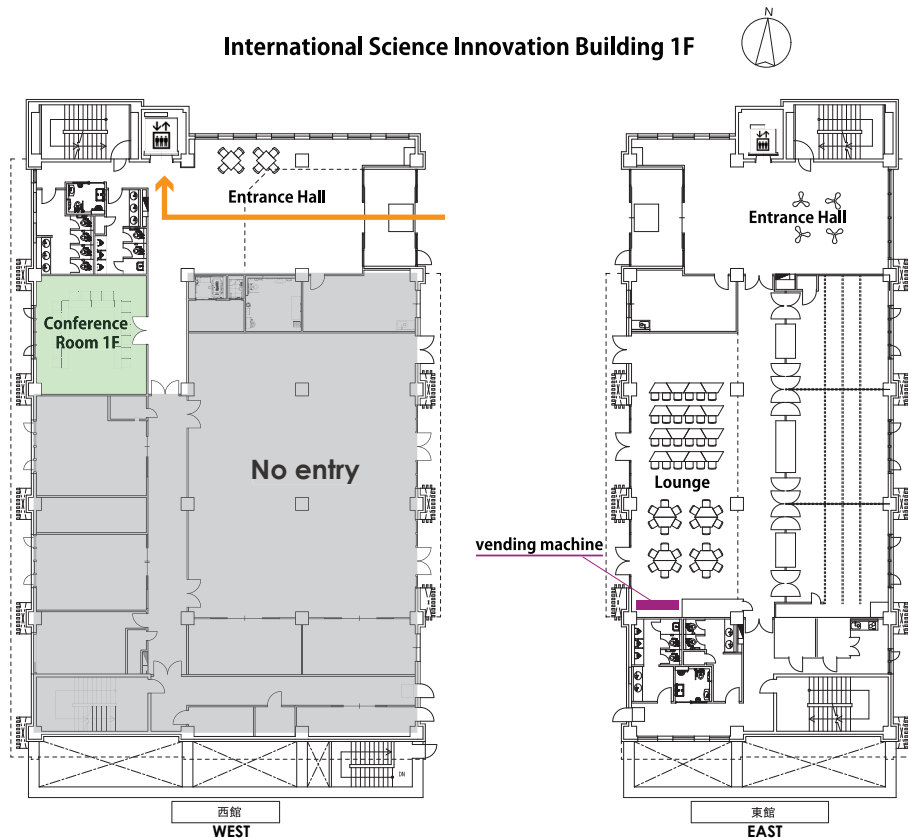 N
International Science Innovation Building 1F
Entrance Hall
Entrance Hall
Conference
Room 1F
No entry
Lounge
vending machine
DN
西館
WEST
東館
EAST